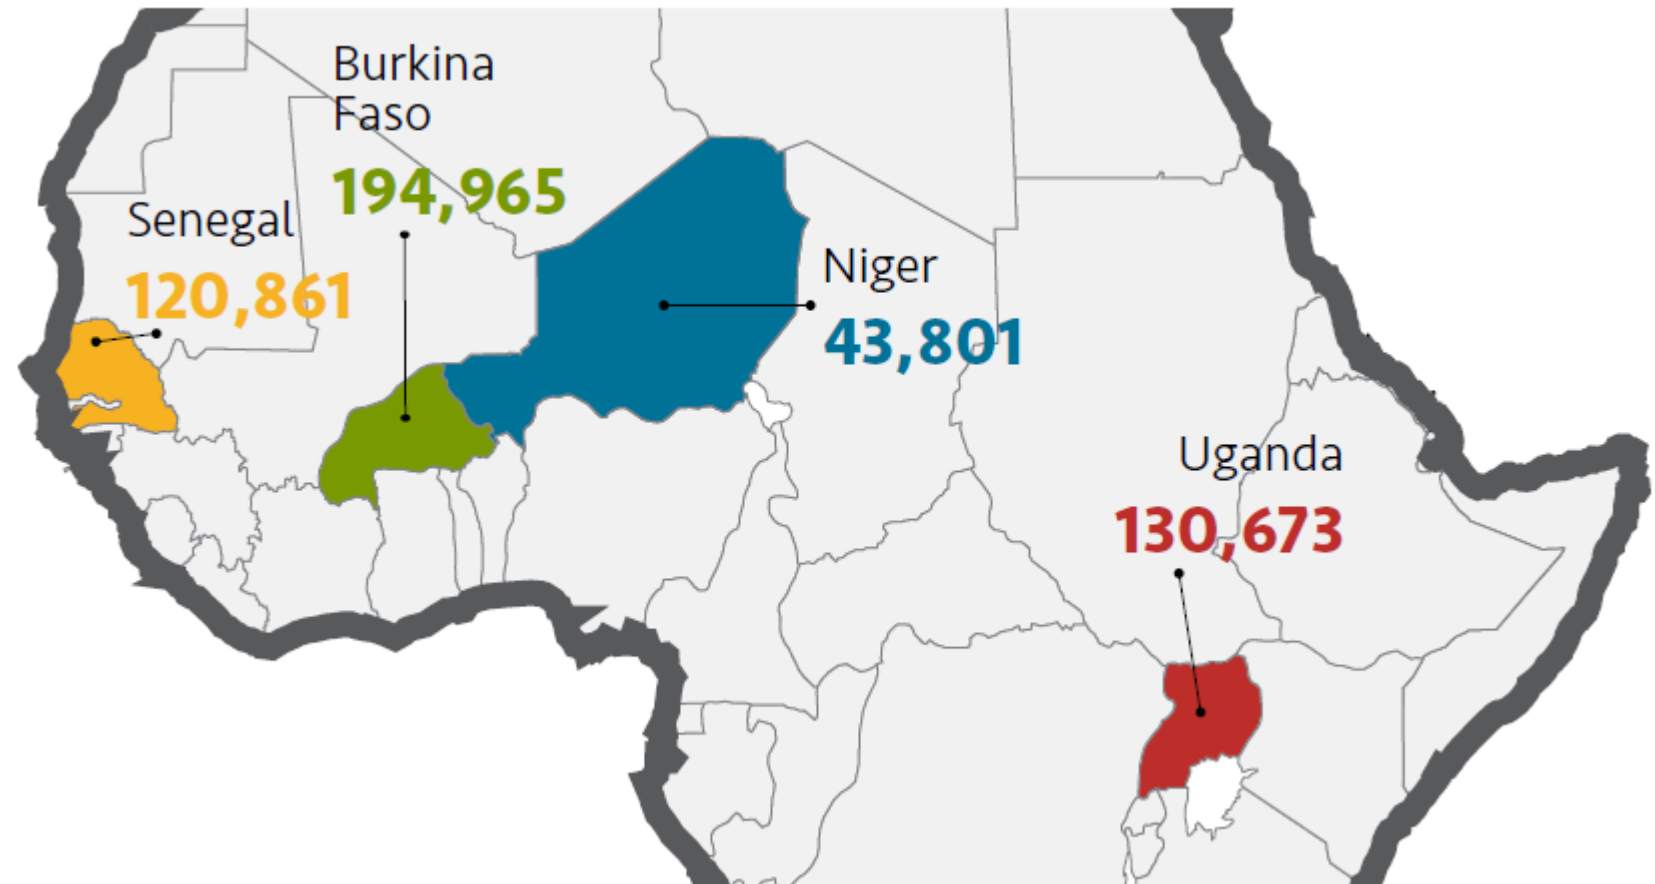 Burkina
Faso
194,965
Senegal
120,861
Niger
43,801
Uganda
130,673